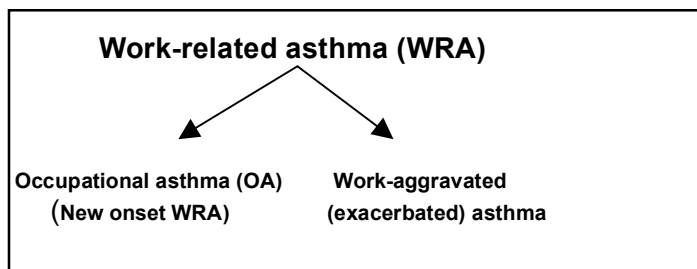 Work-related asthma (WRA)
Occupational asthma (OA)
(New onset WRA)
Work-aggravated
(exacerbated) asthma